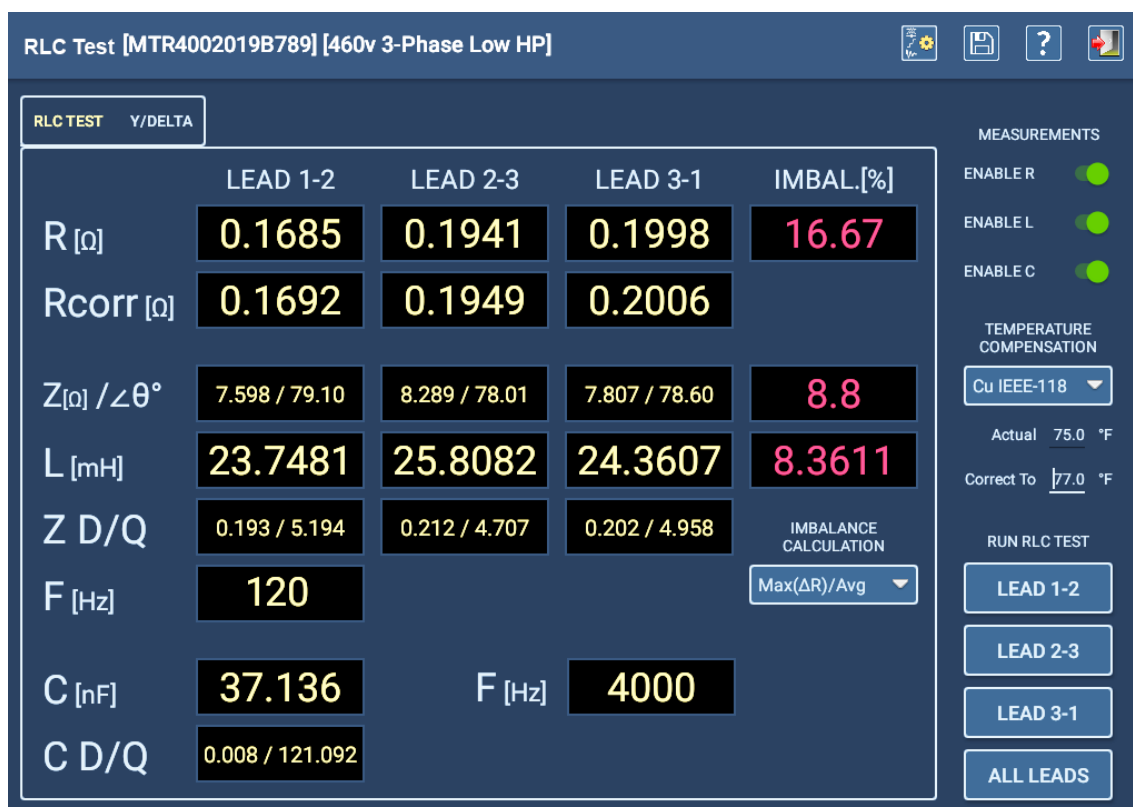 RLC Test [MTR4002019B789] [460v 3-Phase Low HP]
?
RLC TEST Y/DELTA
LEAD 1-2 LEAD 2-3 LEAD 3-1 IMBAL.[%]
R [Ω] 0.1685 0.1941 0.1998 16.67
Rcorr [Ω] 0.1692 0.1949 0.2006
Z[Ω] /∠θ° 7.598 / 79.10 8.289 / 78.01 7.807 / 78.60 8.8
L [mH] 23.7481 25.8082 24.3607 8.3611
Z D/Q 0.193 / 5.194 0.212 / 4.707 0.202 / 4.958
IMBALANCE
CALCULATION
F [Hz] 120 Max(ΔR)/Avg
C [nF] 37.136 F [Hz] 4000
C D/Q 0.008 / 121.092
MEASUREMENTS
ENABLE R
ENABLE L
ENABLE C
TEMPERATURE
COMPENSATION
Cu IEEE-118
Actual 75.0 °F
Correct To 77.0 °F
RUN RLC TEST
LEAD 1-2
LEAD 2-3
LEAD 3-1
ALL LEADS